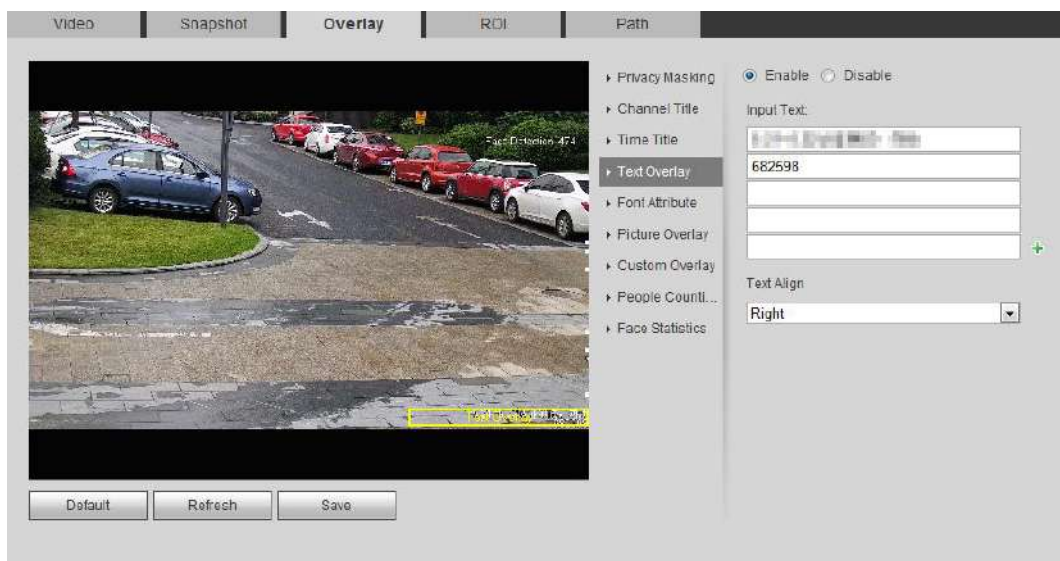 Video Snapshot Overlay ROI Path
Privacy Masking
Channel Title
Time Title
Text Overlay
Font Attribute
Picture Overlay
Custom Overlay
People Counti...
Face Statistics
Enable Disable
Input Text:
682598
Text Align
Right
Face Detection 474
Default Refresh Save